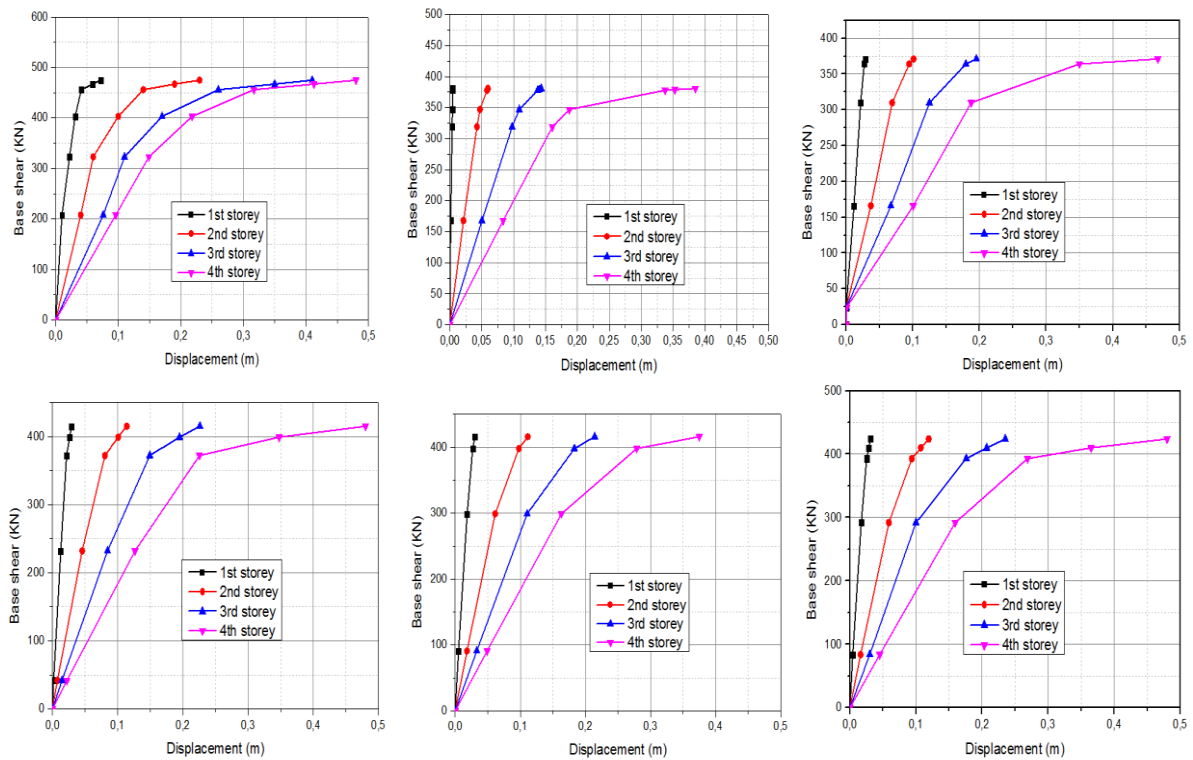 600
500
400
300
200
100
0
Base shear (KN)
1st storey
2nd storey
3rd storey
4th storey
0,0
0,1
0,2
0,3
0,4
0,5
Displacement (m)
500
450
400
350
300
250
200
150
100
50
0
Base shear (KN)
1st storey
2nd storey
3rd storey
4th storey
0,00
0,05
0,10
0,15
0,20
0,25
0,30
0,35
0,40
0,45
0,50
Displacement (m)
400
350
300
250
200
150
100
50
0
Base shear (KN)
1st storey
2nd storey
3rd storey
4th storey
0,0
0,1
0,2
0,3
0,4
0,5
Displacement (m)
400
300
200
100
0
Base shear (KN)
1st storey
2nd storey
3rd storey
4th storey
0,0
0,1
0,2
0,3
0,4
0,5
Displacement (m)
400
300
200
100
0
Base shear (KN)
1st storey
2nd storey
3rd storey
4th storey
0,0
0,1
0,2
0,3
0,4
0,5
Displacement (m)
500
400
300
200
100
0
Base shear (KN)
1st storey
2nd storey
3rd storey
4th storey
0,0
0,1
0,2
0,3
0,4
0,5
Displacement (m)